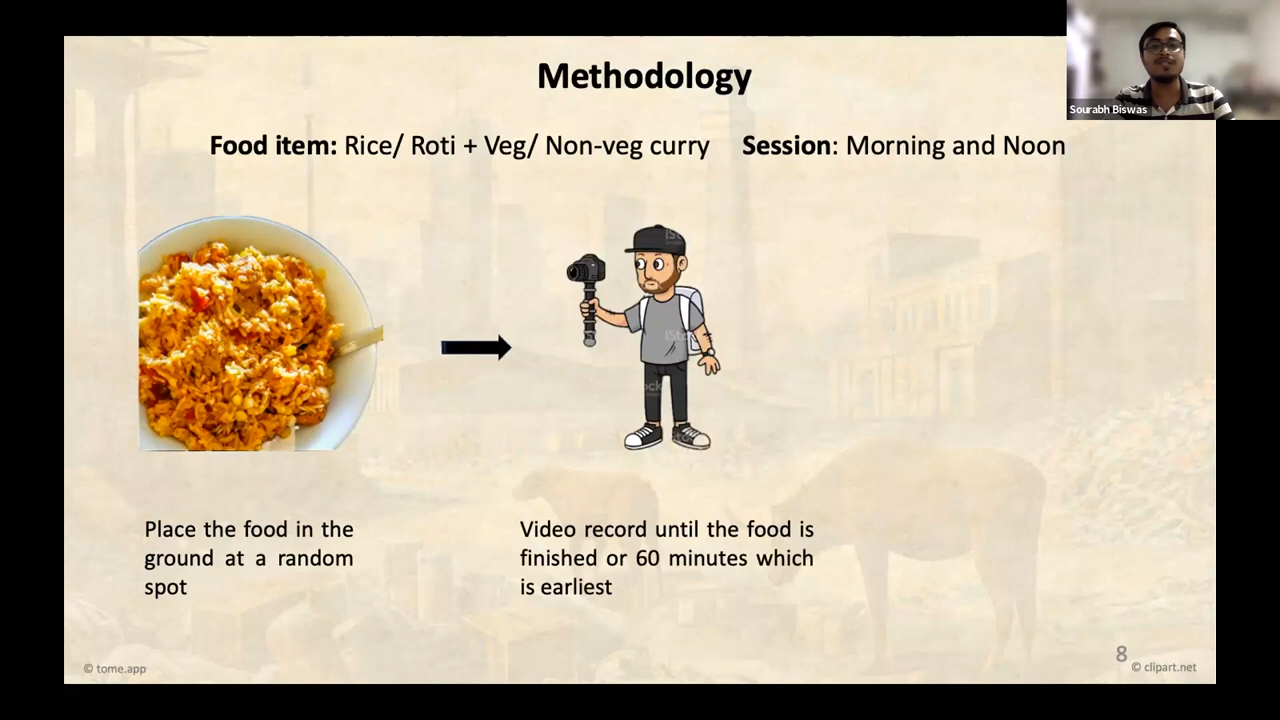 Methodology
Sourabh Biswas
Food item: Rice/ Roti + Veg/ Non-veg curry Session: Morning and Noon
Place the food in the
ground at a random
spot
Video record until the food is
finished or 60 minutes which
is earliest
8
© tome.app
© clipart.net